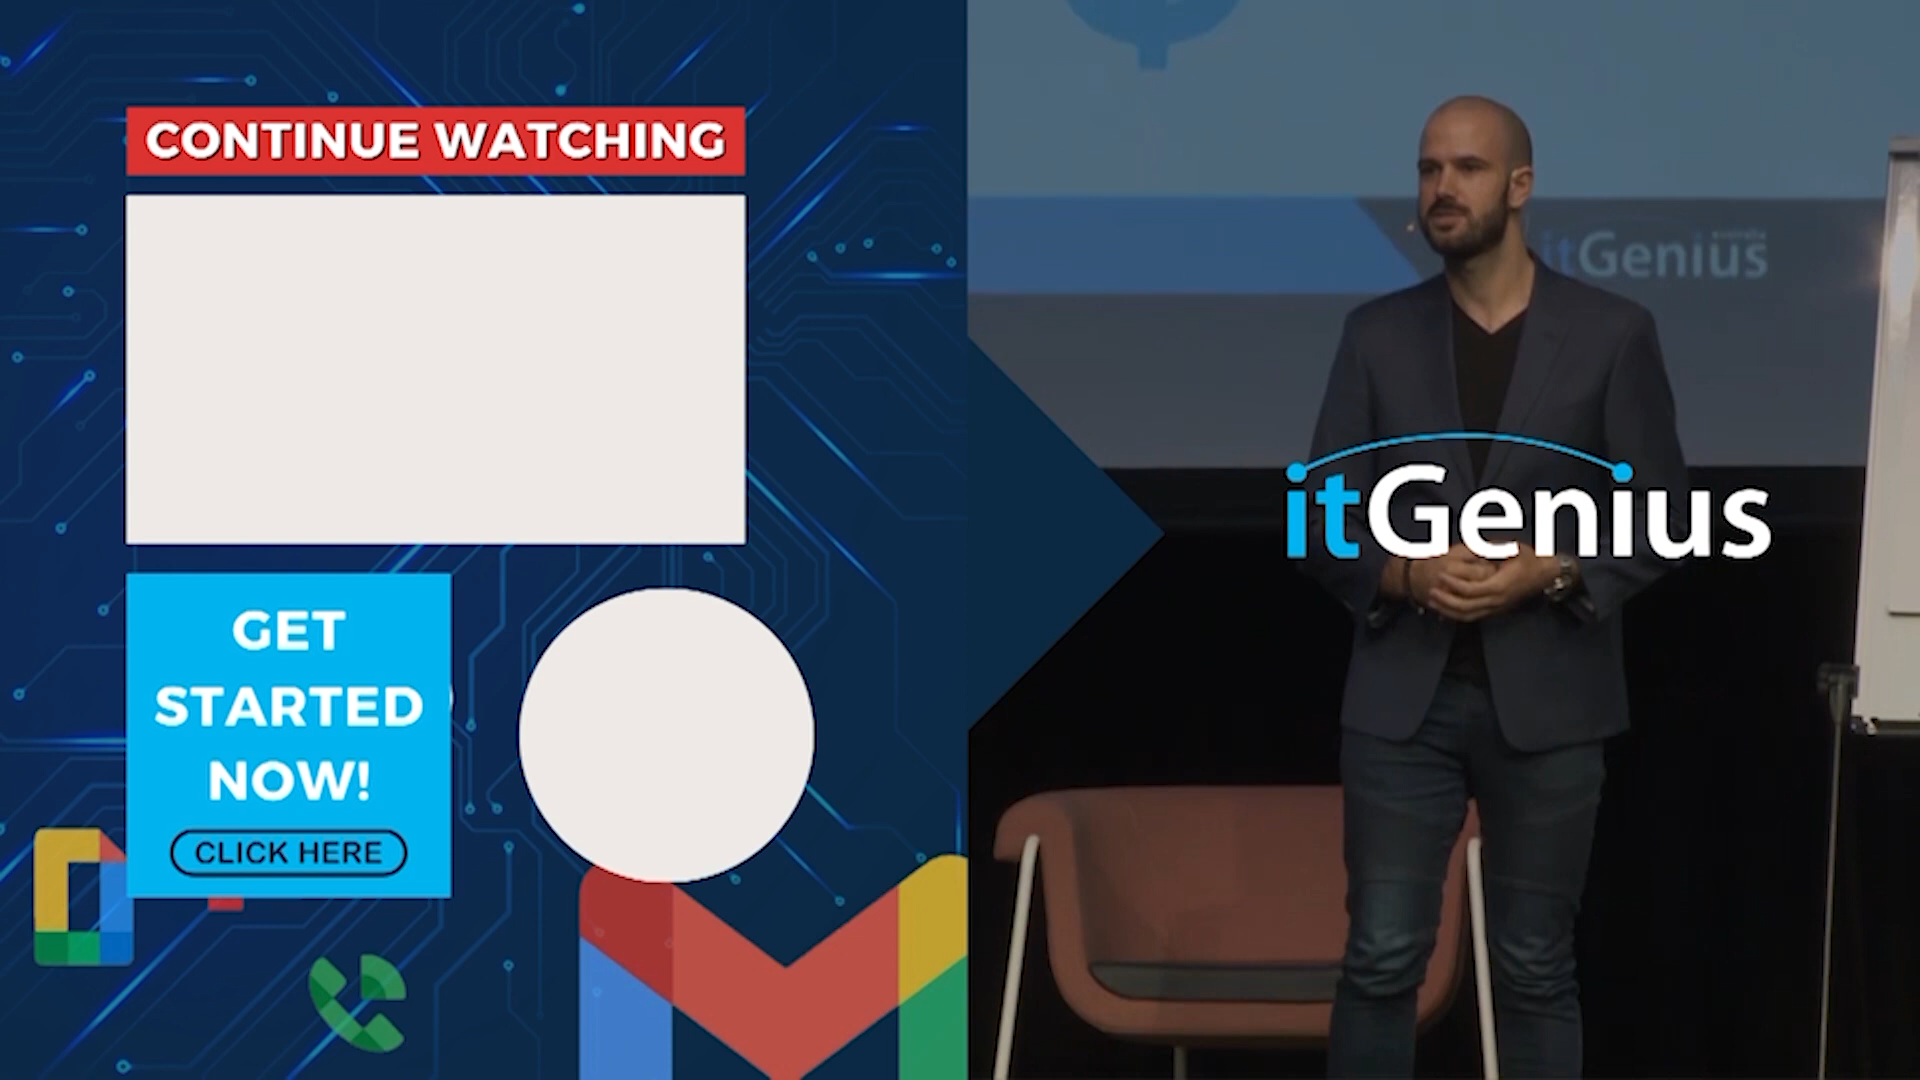 CONTINUE WATCHING
GET
STARTED
NOW!
CLICK HERE
itGenius
itGenius